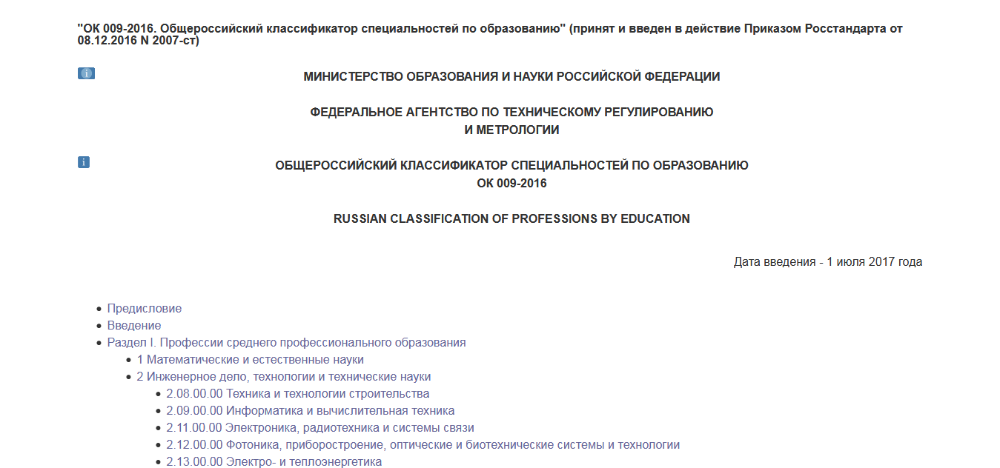 "ОК 009-2016. Общероссийский классификатор специальностей по образованию" (принят и введен в действие Приказом Росстандарта от
08.12.2016 N 2007-ст)
i
МИНИСТЕРСТВО ОБРАЗОВАНИЯ И НАУКИ РОССИЙСКОЙ ФЕДЕРАЦИИ
ФЕДЕРАЛЬНОЕ АГЕНТСТВО ПО ТЕХНИЧЕСКОМУ РЕГУЛИРОВАНИЮ
И МЕТРОЛОГИИ
i
ОБЩЕРОССИЙСКИЙ КЛАССИФИКАТОР СПЕЦИАЛЬНОСТЕЙ ПО ОБРАЗОВАНИЮ
ОК 009-2016
RUSSIAN CLASSIFICATION OF PROFESSIONS BY EDUCATION
Дата введения - 1 июля 2017 года
• Предисловие
• Введение
• Раздел I. Профессии среднего профессионального образования
• 1 Математические и естественные науки
• 2 Инженерное дело, технологии и технические науки
• 2.08.00.00 Техника и технологии строительства
• 2.09.00.00 Информатика и вычислительная техника
• 2.11.00.00 Электроника, радиотехника и системы связи
• 2.12.00.00 Фотоника, приборостроение, оптические и биотехнические системы и технологии
• 2.13.00.00 Электро- и теплоэнергетика